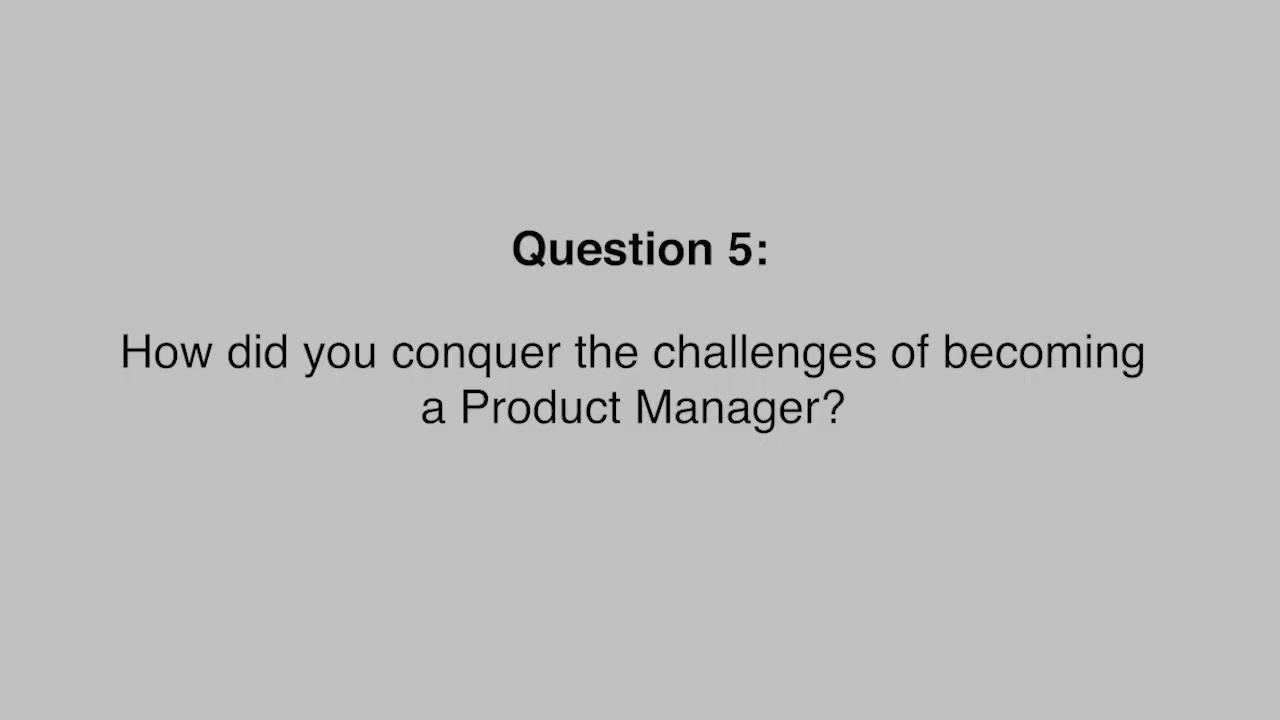 Question 5:
How did you conquer the challenges of becoming
a Product Manager?